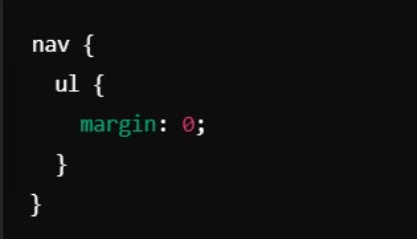 nav {
  ul {
    margin: 0;
  }
}